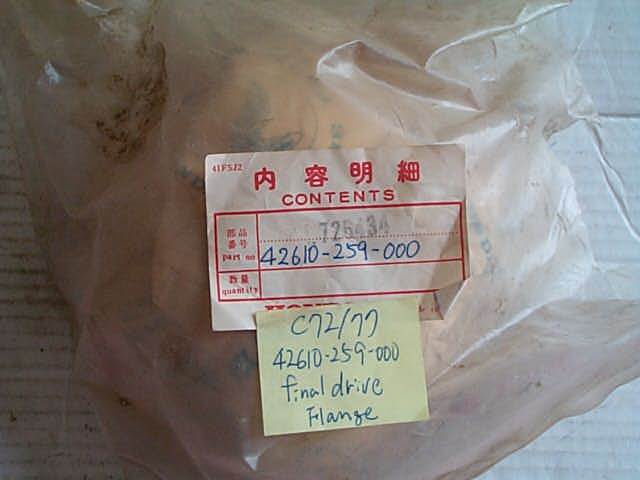 41FSJ2
内容明細
CONTENTS
部品
番号
part no
42610-259-000
数量
quantity
C72/77
42610-259-000
final drive
Flange